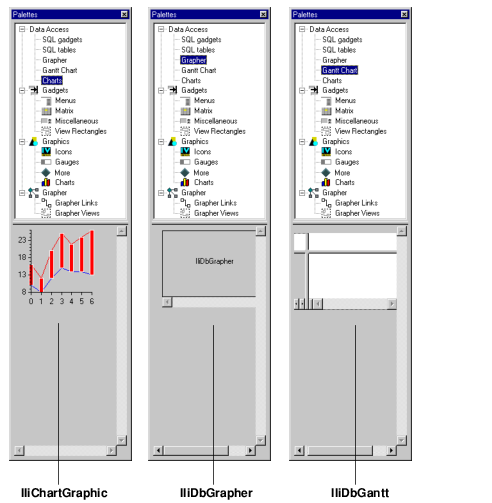 Palettes
Data Access
SQL gadgets
SQL tables
Grapher
Gantt Chart
Charts
Gadgets
Menus
Matrix
Miscellaneous
View Rectangles
Graphics
Icons
Gauges
More
Charts
Grapher
Grapher Links
Grapher Views
23
18
13
8
0 1 2 3 4 5 6
IliChartGraphic
Palettes
Data Access
SQL gadgets
SQL tables
Grapher
Gantt Chart
Charts
Gadgets
Menus
Matrix
Miscellaneous
View Rectangles
Graphics
Icons
Gauges
More
Charts
Grapher
Grapher Links
Grapher Views
IliDbGrapher
IliDbGrapher
Palettes
Data Access
SQL gadgets
SQL tables
Grapher
Gantt Chart
Charts
Gadgets
Menus
Matrix
Miscellaneous
View Rectangles
Graphics
Icons
Gauges
More
Charts
Grapher
Grapher Links
Grapher Views
IliDbGantt